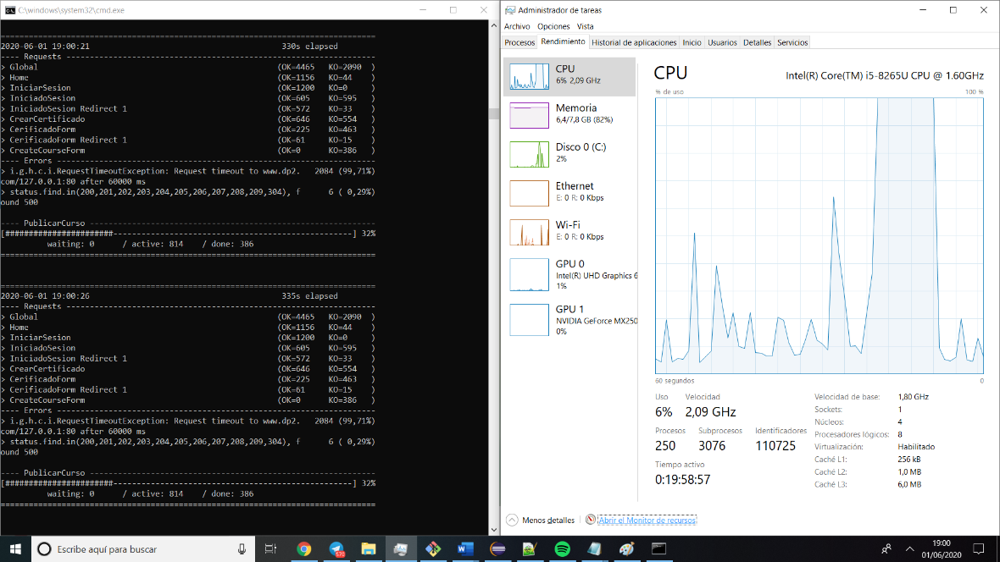 C:\windows\system32\cmd.exe
================================================================================
2020-06-01 19:00:21                                         330s elapsed
---- Requests ------------------------------------------------------------------
> Global                                                   (OK=4465   KO=2090  )
> Home                                                     (OK=1156   KO=44    )
> IniciarSesion                                            (OK=1200   KO=0     )
> IniciadoSesion                                           (OK=605    KO=595   )
> IniciadoSesion Redirect 1                                (OK=572    KO=33    )
> CrearCertificado                                         (OK=646    KO=554   )
> CerificadoForm                                           (OK=225    KO=463   )
> CerificadoForm Redirect 1                                (OK=61     KO=15    )
> CreateCourseForm                                         (OK=0      KO=386   )
---- Errors --------------------------------------------------------------------
> i.g.h.c.i.RequestTimeoutException: Request timeout to www.dp2.   2084 (99,71%)
com/127.0.0.1:80 after 60000 ms
> status.find.in(200,201,202,203,204,205,206,207,208,209,304), f      6 ( 0,29%)
ound 500
---- PublicarCurso -------------------------------------------------------------
[#######################---------------------------------------------------] 32%
waiting: 0      / active: 814    / done: 386
================================================================================
================================================================================
2020-06-01 19:00:26                                         335s elapsed
---- Requests ------------------------------------------------------------------
> Global                                                   (OK=4465   KO=2090  )
> Home                                                     (OK=1156   KO=44    )
> IniciarSesion                                            (OK=1200   KO=0     )
> IniciadoSesion                                           (OK=605    KO=595   )
> IniciadoSesion Redirect 1                                (OK=572    KO=33    )
> CrearCertificado                                         (OK=646    KO=554   )
> CerificadoForm                                           (OK=225    KO=463   )
> CerificadoForm Redirect 1                                (OK=61     KO=15    )
> CreateCourseForm                                         (OK=0      KO=386   )
---- Errors --------------------------------------------------------------------
> i.g.h.c.i.RequestTimeoutException: Request timeout to www.dp2.   2084 (99,71%)
com/127.0.0.1:80 after 60000 ms
> status.find.in(200,201,202,203,204,205,206,207,208,209,304), f      6 ( 0,29%)
ound 500
---- PublicarCurso -------------------------------------------------------------
[#######################---------------------------------------------------] 32%
waiting: 0      / active: 814    / done: 386
================================================================================
Administrador de tareas
Archivo Opciones Vista
Procesos Rendimiento Historial de aplicaciones Inicio Usuarios Detalles Servicios
CPU
6% 2,09 GHz
Memoria
6,4/7,8 GB (82%)
Disco 0 (C:)
2%
Ethernet
E: 0 R: 0 Kbps
Wi-Fi
E: 0 R: 0 Kbps
GPU 0
Intel(R) UHD Graphics 6
1%
GPU 1
NVIDIA GeForce MX250
0%
CPU Intel(R) Core(TM) i5-8265U CPU @ 1.60GHz
% de uso 100 %
60 segundos 0
Uso Velocidad
6% 2,09 GHz
Procesos Subprocesos Identificadores
250 3076 110725
Tiempo activo
0:19:58:57
Velocidad de base: 1,80 GHz
Sockets: 1
Núcleos: 4
Procesadores lógicos: 8
Virtualización: Habilitado
Caché L1: 256 kB
Caché L2: 1,0 MB
Caché L3: 6,0 MB
Menos detalles Abrir el Monitor de recursos
Escribe aquí para buscar
19:00
01/06/2020